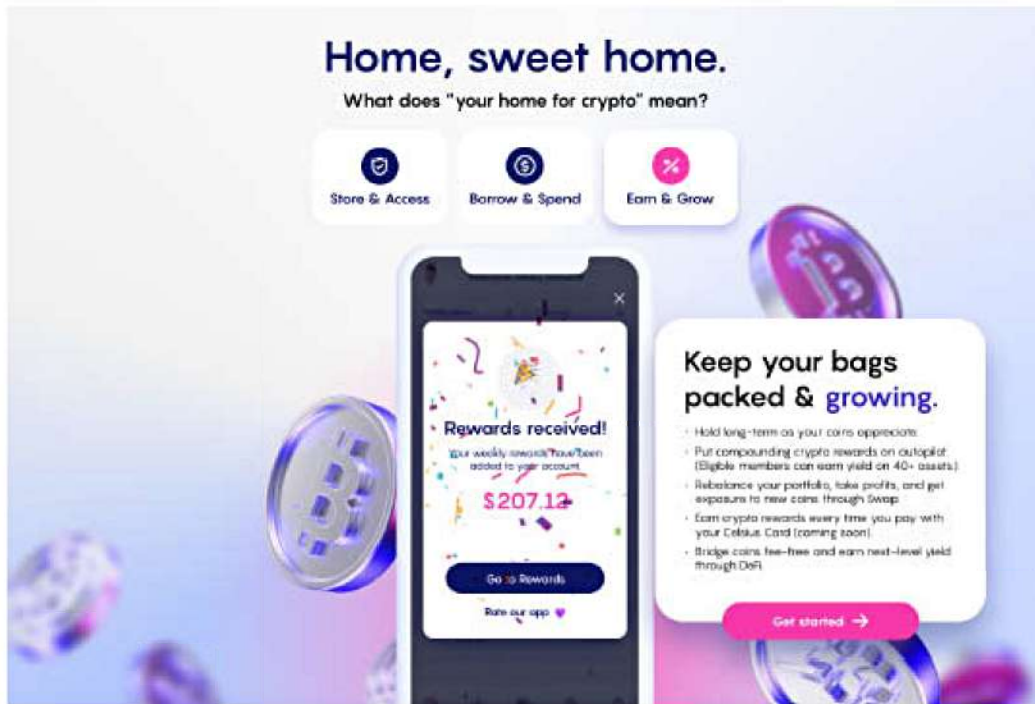 Home, sweet home.
What does "your home for crypto" mean?
Store & Access
Borrow & Spend
Earn & Grow
Rewards received!
Your weekly rewards have been
added to your account
$207.12
Go to Rewards
Rate our app
Keep your bags
packed & growing.
· Hold long-term as your coins appreciate.
· Put compounding crypto rewards on autopilot.
(Eligible members can earn yield on 40+ assets.)
· Rebalance your portfolio, take profits, and get
exposure to new coins through Swap.
· Earn crypto rewards every time you pay with
your Celsius Card (coming soon).
· Bridge coins fee-free and earn next-level yield
through DeFi.
Get started →